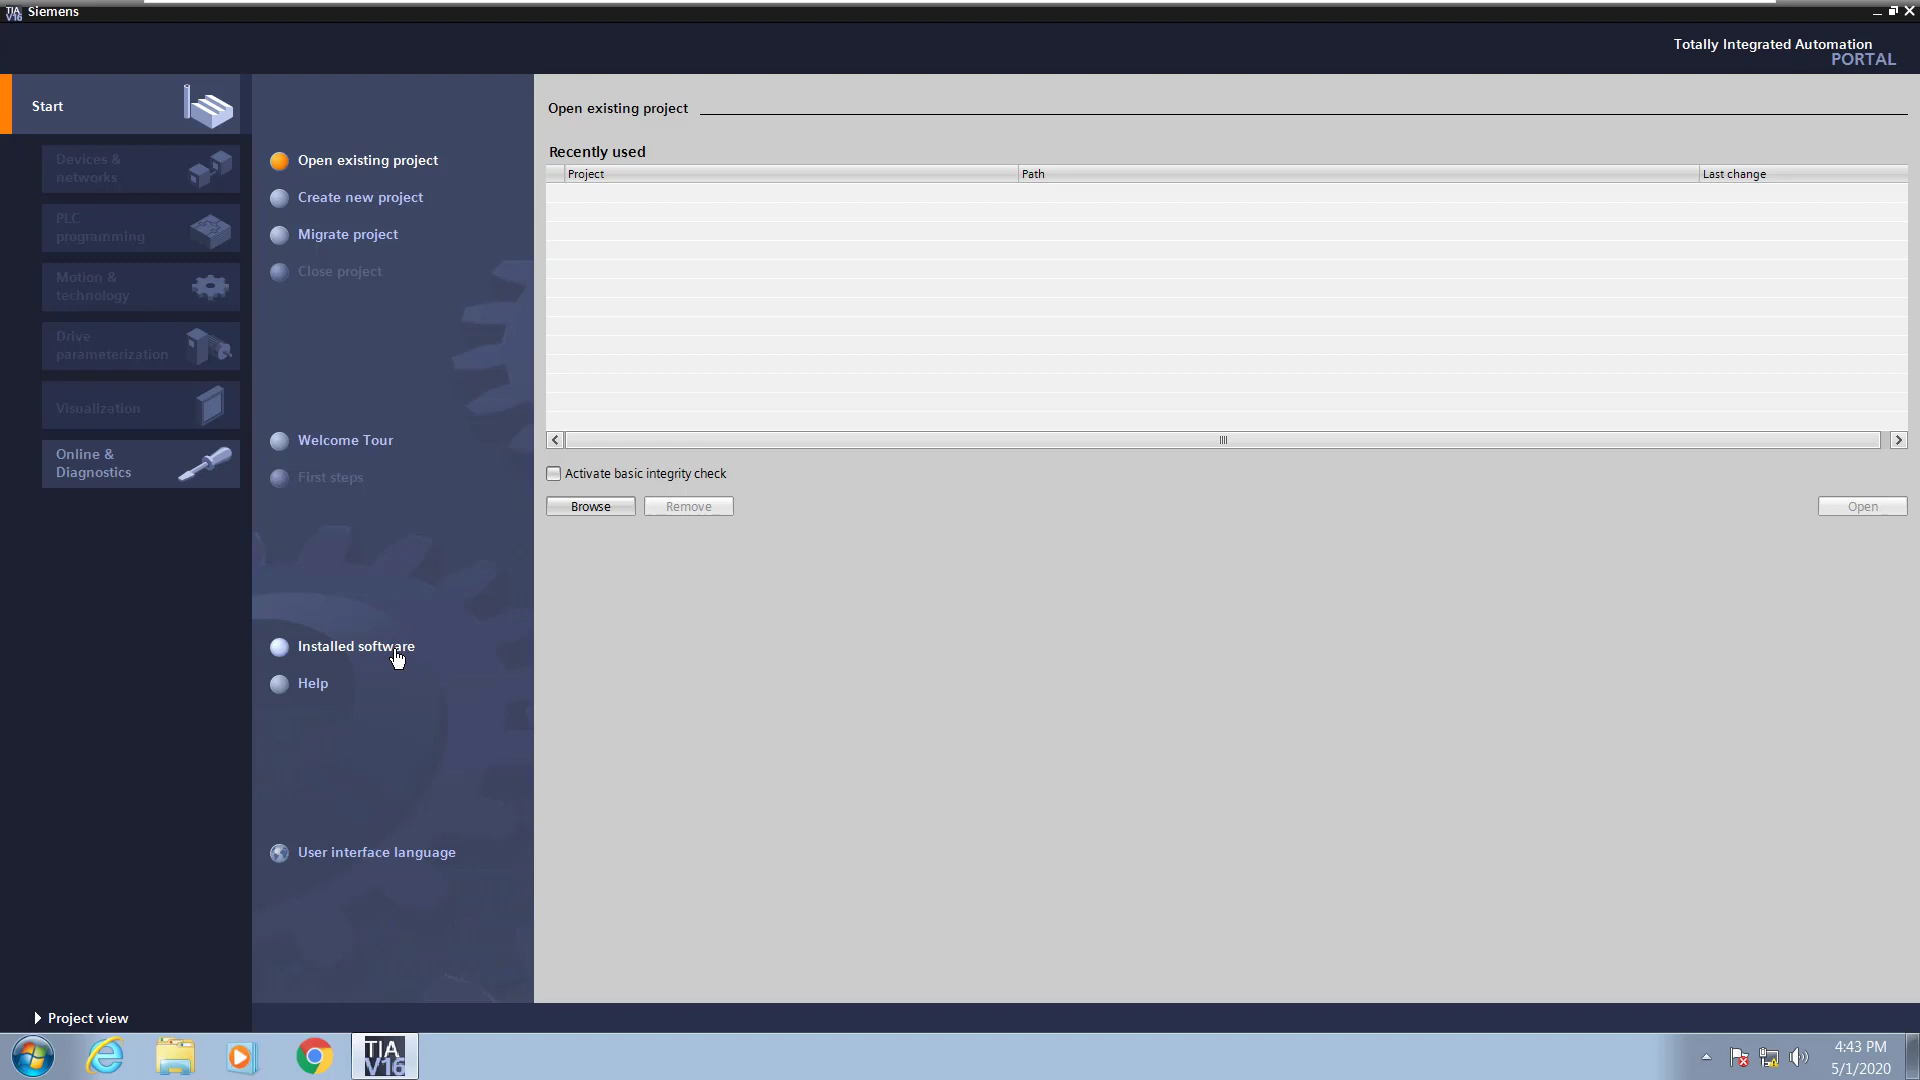 TIA V16 Siemens
Totally Integrated Automation
PORTAL
Start
Devices &
networks
PLC
programming
Motion &
technology
Drive
parameterization
Visualization
Online &
Diagnostics
Open existing project
Create new project
Migrate project
Close project
Welcome Tour
First steps
Installed software
Help
User interface language
Open existing project
Recently used
Project Path Last change
Activate basic integrity check
Browse Remove Open
Project view
TIA
V16
4:43 PM
5/1/2020